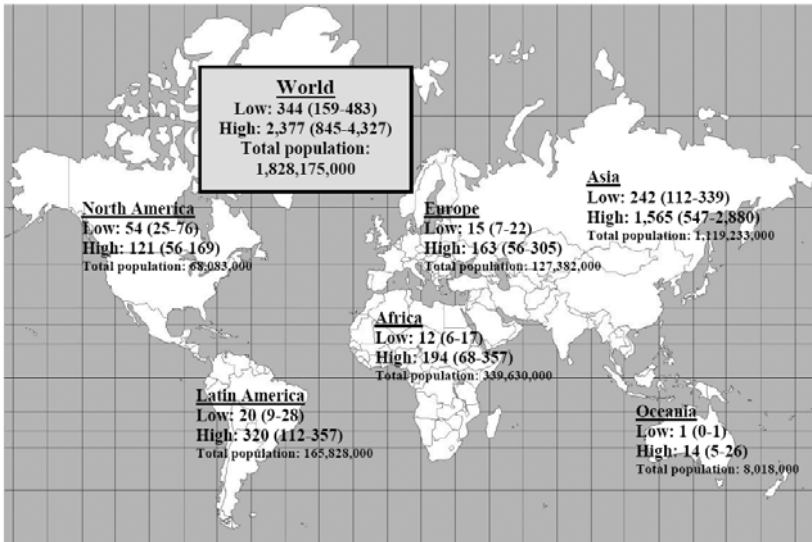 World
Low: 344 (159-483)
High: 2,377 (845-4,327)
Total population:
1,828,175,000
North America
Low: 54 (25-76)
High: 121 (56-169)
Total population: 68,083,000
Europe
Low: 15 (7-22)
High: 163 (56-305)
Total population: 127,382,000
Asia
Low: 242 (112-339)
High: 1,565 (547-2,880)
Total population: 1,119,233,000
Africa
Low: 12 (6-17)
High: 194 (68-357)
Total population: 339,630,000
Latin America
Low: 20 (9-28)
High: 320 (112-357)
Total population: 165,828,000
Oceania
Low: 1 (0-1)
High: 14 (5-26)
Total population: 8,018,000